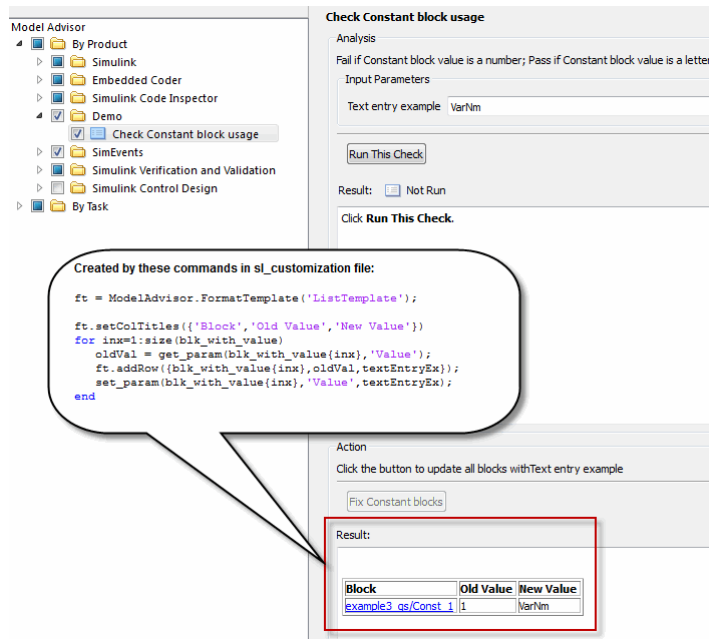 Model Advisor
By Product
Simulink
Embedded Coder
Simulink Code Inspector
Demo
Check Constant block usage
SimEvents
Simulink Verification and Validation
Simulink Control Design
By Task
Check Constant block usage
Analysis
Fail if Constant block value is a number; Pass if Constant block value is a letter
Input Parameters
Text entry example VarNm
Run This Check
Result: Not Run
Click Run This Check.
Created by these commands in sl_customization file:
ft = ModelAdvisor.FormatTemplate('ListTemplate');
ft.setColTitles({'Block','Old Value','New Value'})
for inx=1:size(blk_with_value)
oldVal = get_param(blk_with_value{inx},'Value');
ft.addRow({blk_with_value{inx},oldVal,textEntryEx});
set_param(blk_with_value{inx},'Value',textEntryEx);
end
Action
Click the button to update all blocks withText entry example
Fix Constant blocks
Result:
Block Old Value New Value
example3_qs/Const_1 1 VarNm